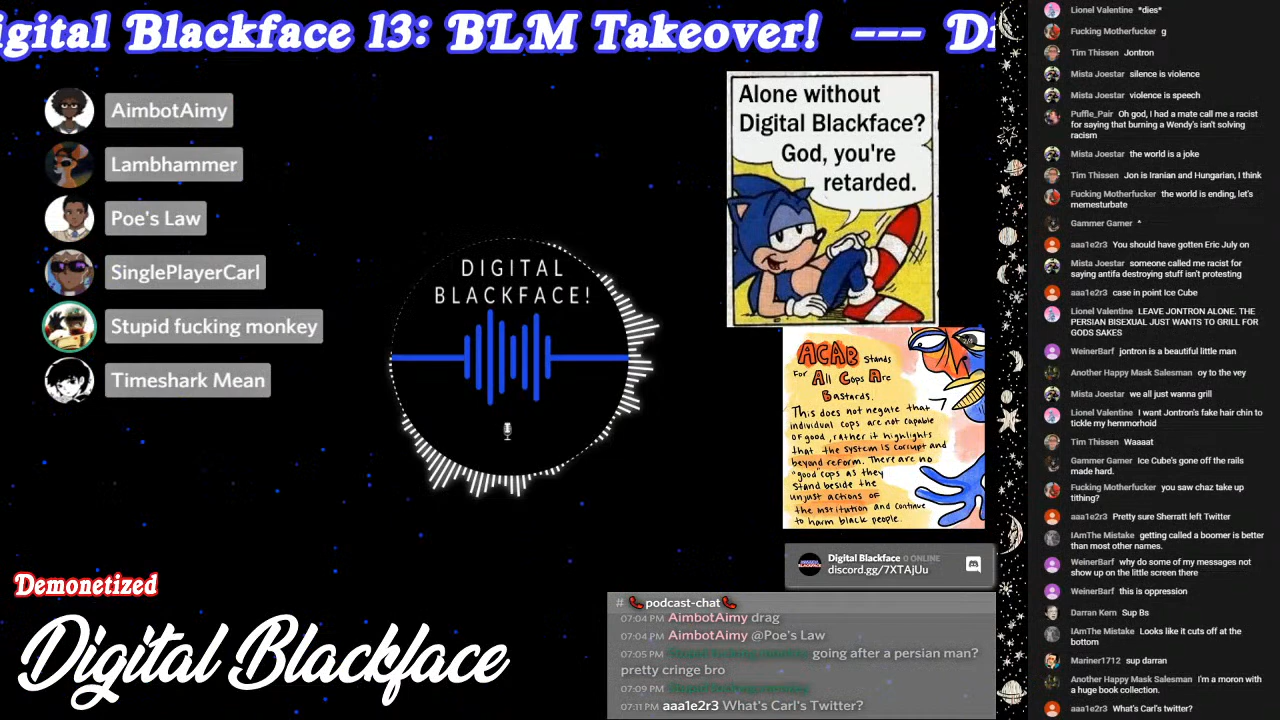 igital Blackface 13: BLM Takeover! --- Di
AimbotAimy
Lambhammer
Poe's Law
SinglePlayerCarl
Stupid fucking monkey
Timeshark Mean
DIGITAL
BLACKFACE!
Alone without
Digital Blackface?
God, you're
retarded.
ACAB Stands
For All Cops Are
Bastards.
This does not negate that
individual cops are not capable
of good, rather it highlights
that the system is corrupt and
beyond reform. There are no
"good" cops as they
stand beside the
unjust actions of
the institution and continue
to harm black people.
Digital Blackface 0 ONLINE
discord.gg/7XTAjUu
Demonetized
Digital Blackface
# podcast-chat
07:04 PM AimbotAimy drag
07:04 PM AimbotAimy @Poe's Law
07:05 PM going after a persian man?
pretty cringe bro
07:09 PM
07:11 PM aaa1e2r3 What's Carl's Twitter?
Lionel Valentine *dies*
Fucking Motherfucker g
Tim Thissen Jontron
Mista Joestar silence is violence
Mista Joestar violence is speech
Puffle_Pair Oh god, I had a mate call me a racist
for saying that burning a Wendy's isn't solving
racism
Mista Joestar the world is a joke
Tim Thissen Jon is Iranian and Hungarian, I think
Fucking Motherfucker the world is ending, let's
memesturbate
Gammer Gamer ^
aaa1e2r3 You should have gotten Eric July on
Mista Joestar someone called me racist for
saying antifa destroying stuff isn't protesting
aaa1e2r3 case in point Ice Cube
Lionel Valentine LEAVE JONTRON ALONE. THE
PERSIAN BISEXUAL JUST WANTS TO GRILL FOR
GODS SAKES
WeinerBarf jontron is a beautiful little man
Another Happy Mask Salesman oy to the vey
Mista Joestar we all just wanna grill
Lionel Valentine I want Jontron's fake hair chin to
tickle my hemmorhoid
Tim Thissen Waaaat
Gammer Gamer Ice Cube's gone off the rails
made hard.
Fucking Motherfucker you saw chaz take up
tithing?
aaa1e2r3 Pretty sure Sherratt left Twitter
IAmThe Mistake getting called a boomer is better
than most other names.
WeinerBarf why do some of my messages not
show up on the little screen there
WeinerBarf this is oppression
Darran Kern Sup Bs
IAmThe Mistake Looks like it cuts off at the
bottom
Mariner1712 sup darran
Another Happy Mask Salesman I'm a moron with
a huge book collection.
aaa1e2r3 What's Carl's twitter?